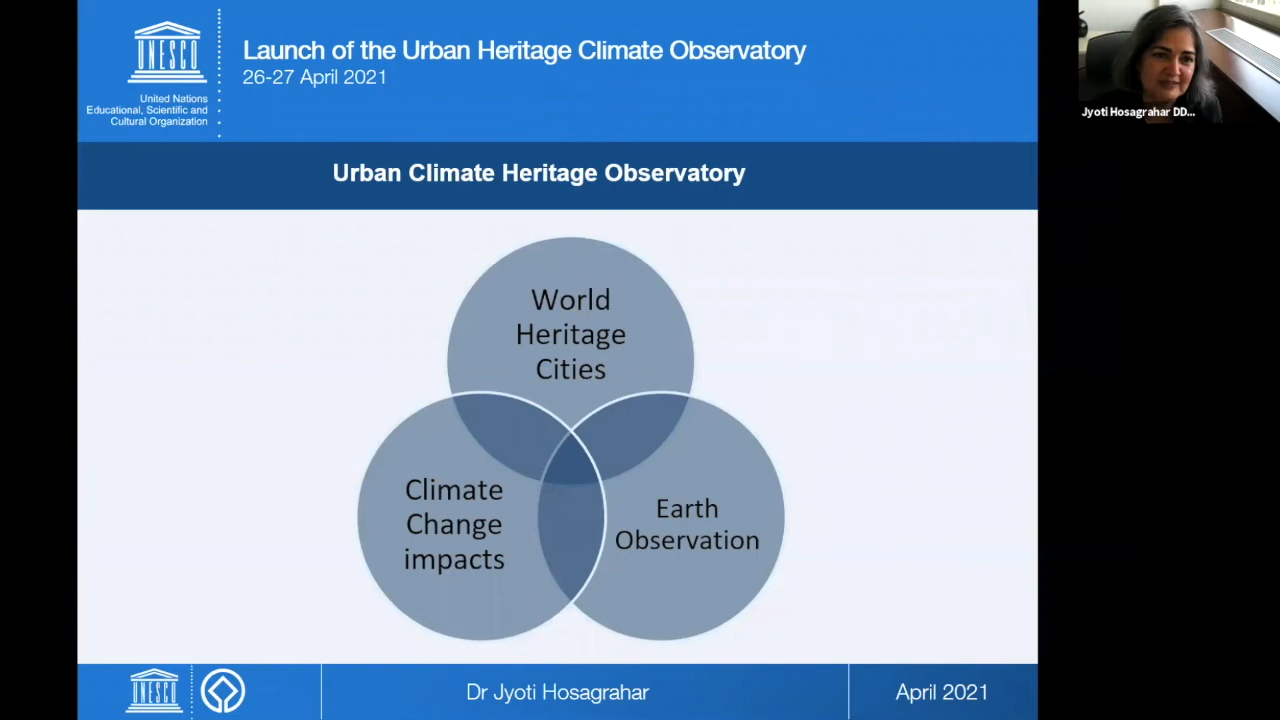 UNESCO
United Nations
Educational, Scientific and
Cultural Organization
Launch of the Urban Heritage Climate Observatory
26-27 April 2021
Jyoti Hosagrahar DD...
Urban Climate Heritage Observatory
World
Heritage
Cities
Climate
Change
impacts
Earth
Observation
UNESCO
Dr Jyoti Hosagrahar
April 2021